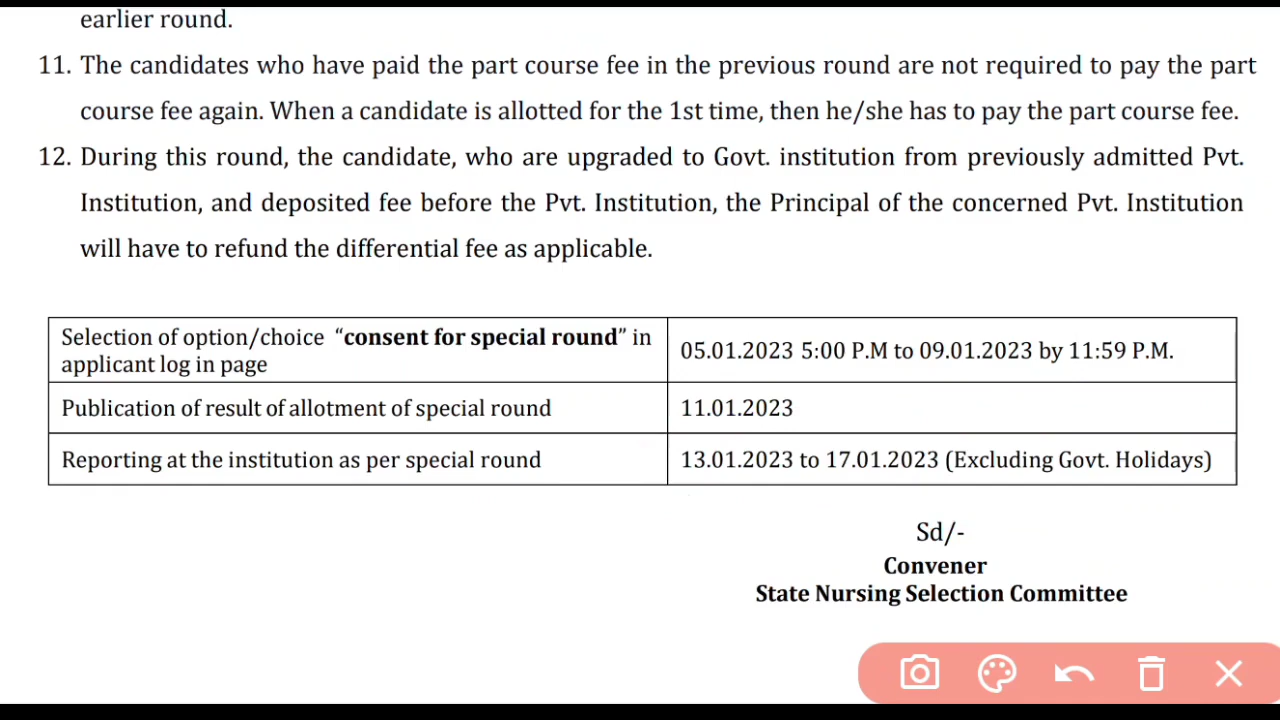 earlier round.
11. The candidates who have paid the part course fee in the previous round are not required to pay the part
course fee again. When a candidate is allotted for the 1st time, then he/she has to pay the part course fee.
12. During this round, the candidate, who are upgraded to Govt. institution from previously admitted Pvt.
Institution, and deposited fee before the Pvt. Institution, the Principal of the concerned Pvt. Institution
will have to refund the differential fee as applicable.
Selection of option/choice “consent for special round” in
applicant log in page
05.01.2023 5:00 P.M to 09.01.2023 by 11:59 P.M.
Publication of result of allotment of special round
11.01.2023
Reporting at the institution as per special round
13.01.2023 to 17.01.2023 (Excluding Govt. Holidays)
Sd/-
Convener
State Nursing Selection Committee